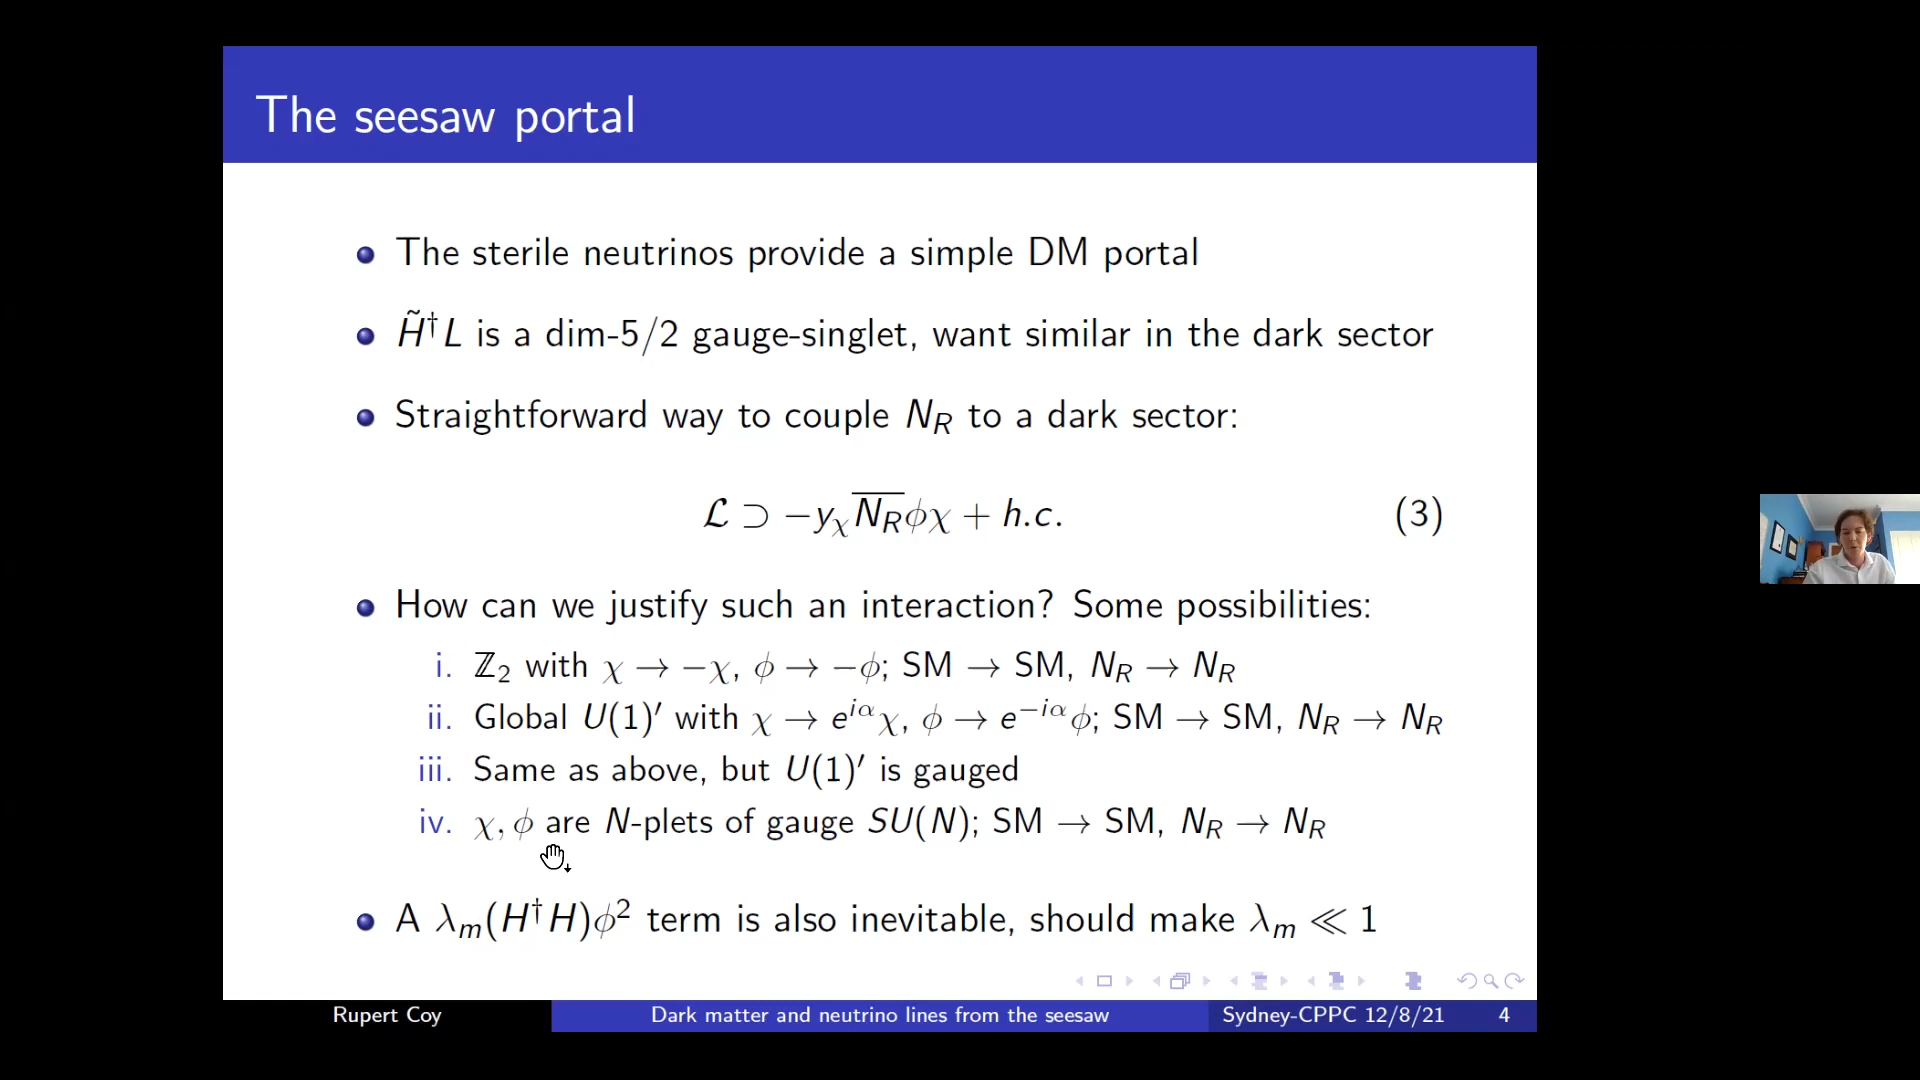 The seesaw portal
The sterile neutrinos provide a simple DM portal
H̃†L is a dim-5/2 gauge-singlet, want similar in the dark sector
Straightforward way to couple N_R to a dark sector:
ℒ ⊃ −y_χ \overline{N_R}ϕχ + h.c. (3)
How can we justify such an interaction? Some possibilities:
i. ℤ₂ with χ → −χ, ϕ → −ϕ; SM → SM, N_R → N_R
ii. Global U(1)′ with χ → e^{iα}χ, ϕ → e^{−iα}ϕ; SM → SM, N_R → N_R
iii. Same as above, but U(1)′ is gauged
iv. χ, ϕ are N-plets of gauge SU(N); SM → SM, N_R → N_R
A λ_m(H†H)ϕ² term is also inevitable, should make λ_m ≪ 1
Rupert Coy Dark matter and neutrino lines from the seesaw Sydney-CPPC 12/8/21 4